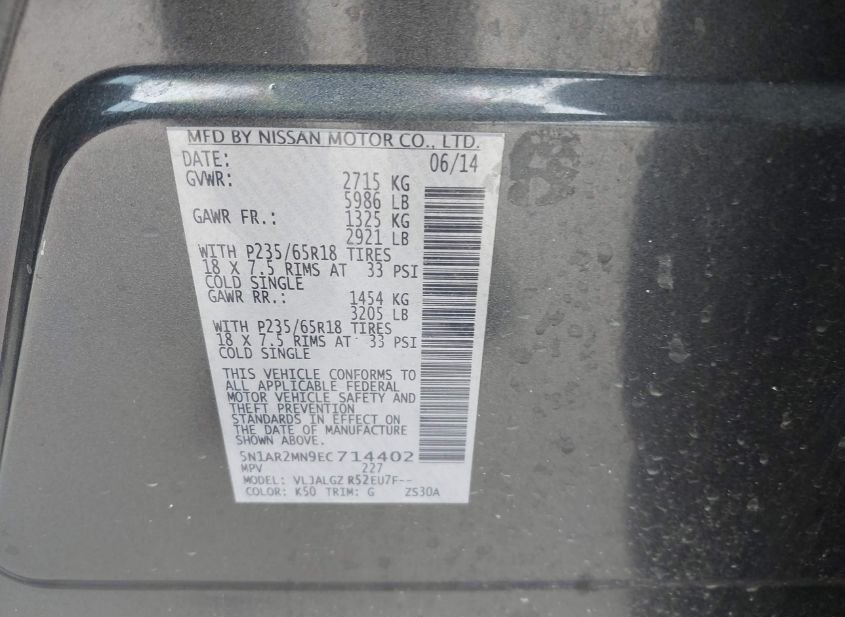 MFD BY NISSAN MOTOR CO., LTD.
DATE: 06/14
GVWR: 2715 KG
5986 LB
GAWR FR.: 1325 KG
2921 LB
WITH P235/65R18 TIRES
18 X 7.5 RIMS AT 33 PSI
COLD SINGLE
GAWR RR.: 1454 KG
3205 LB
WITH P235/65R18 TIRES
18 X 7.5 RIMS AT 33 PSI
COLD SINGLE
THIS VEHICLE CONFORMS TO
ALL APPLICABLE FEDERAL
MOTOR VEHICLE SAFETY AND
THEFT PREVENTION
STANDARDS IN EFFECT ON
THE DATE OF MANUFACTURE
SHOWN ABOVE.
5N1AR2MN9EC714402
MPV 227
MODEL: VLJALGZ R52EU7F--
COLOR: K50 TRIM: G ZS30A